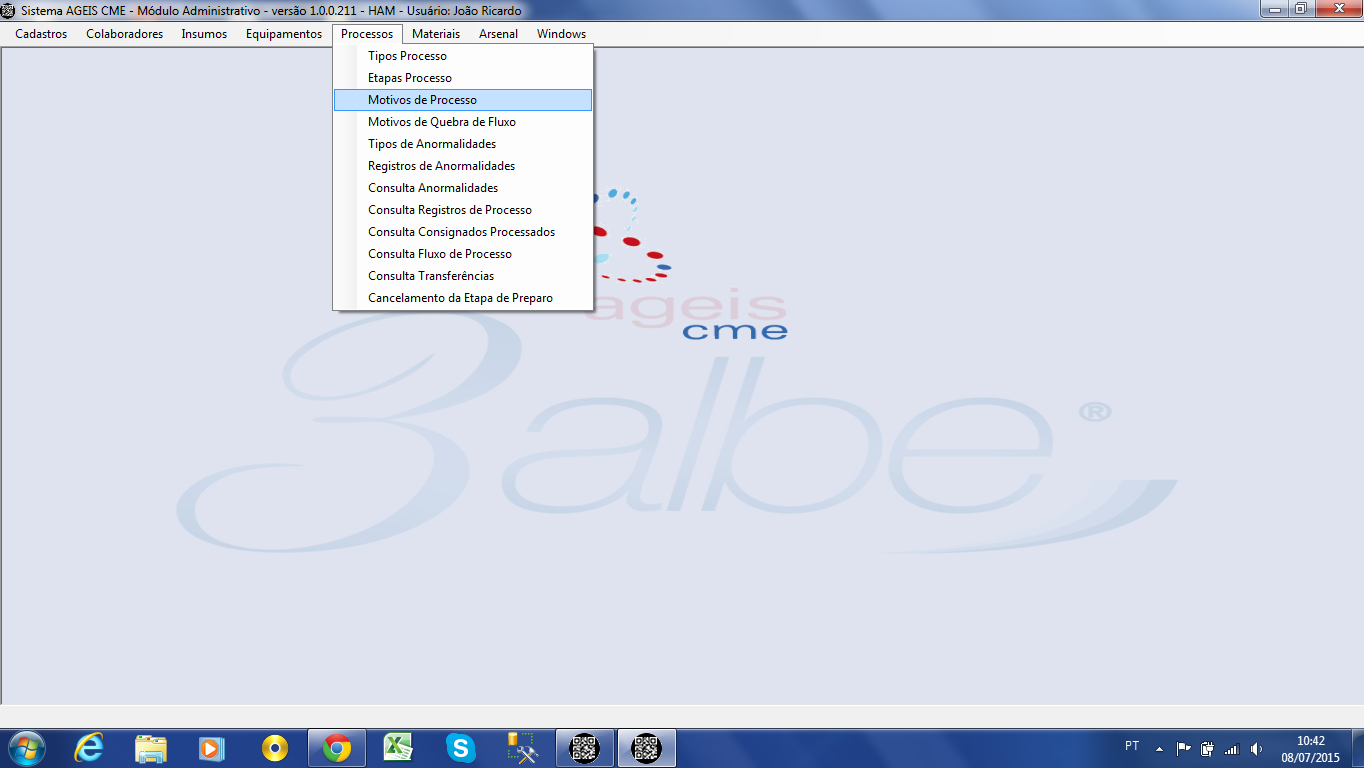 Sistema AGEIS CME - Módulo Administrativo - versão 1.0.0.211 - HAM - Usuário: João Ricardo
Cadastros Colaboradores Insumos Equipamentos Processos Materiais Arsenal Windows
Tipos Processo
Etapas Processo
Motivos de Processo
Motivos de Quebra de Fluxo
Tipos de Anormalidades
Registros de Anormalidades
Consulta Anormalidades
Consulta Registros de Processo
Consulta Consignados Processados
Consulta Fluxo de Processo
Consulta Transferências
Cancelamento da Etapa de Preparo
ageis
cme
3albe ®
PT 10:42
08/07/2015